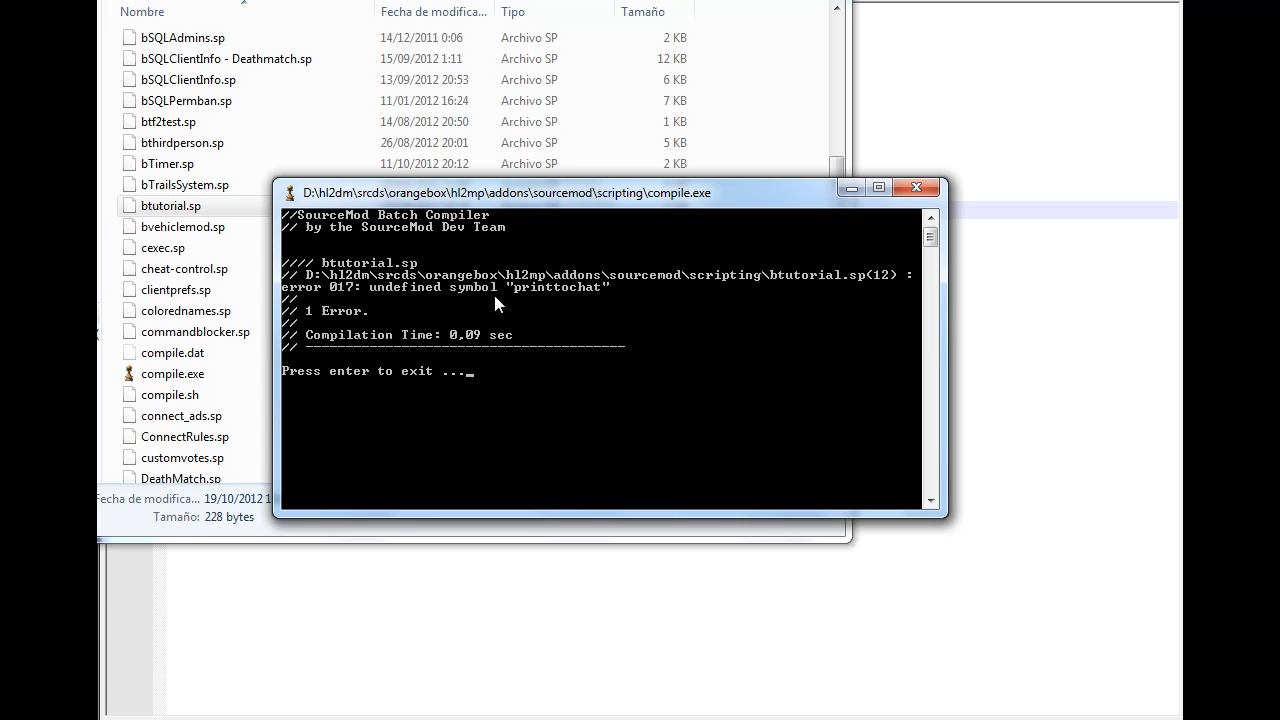 Nombre Fecha de modifica... Tipo Tamaño
bSQLAdmins.sp 14/12/2011 0:06 Archivo SP 2 KB
bSQLClientInfo - Deathmatch.sp 15/09/2012 1:11 Archivo SP 12 KB
bSQLClientInfo.sp 13/09/2012 20:53 Archivo SP 6 KB
bSQLPermban.sp 11/01/2012 16:24 Archivo SP 7 KB
btf2test.sp 14/08/2012 20:50 Archivo SP 1 KB
bthirdperson.sp 26/08/2012 20:01 Archivo SP 5 KB
bTimer.sp 11/10/2012 20:12 Archivo SP 2 KB
bTrailsSystem.sp
btutorial.sp
bvehiclemod.sp
cexec.sp
cheat-control.sp
clientprefs.sp
colorednames.sp
commandblocker.sp
compile.dat
compile.exe
compile.sh
connect_ads.sp
ConnectRules.sp
customvotes.sp
DeathMatch.sp
Fecha de modifica... 19/10/2012 1
Tamaño: 228 bytes
D:\hl2dm\srcds\orangebox\hl2mp\addons\sourcemod\scripting\compile.exe
//SourceMod Batch Compiler
// by the SourceMod Dev Team
//// btutorial.sp
// D:\hl2dm\srcds\orangebox\hl2mp\addons\sourcemod\scripting\btutorial.sp(12) :
error 017: undefined symbol "printtochat"
//
// 1 Error.
//
// Compilation Time: 0,09 sec
// ----------------------------------------
Press enter to exit ..._